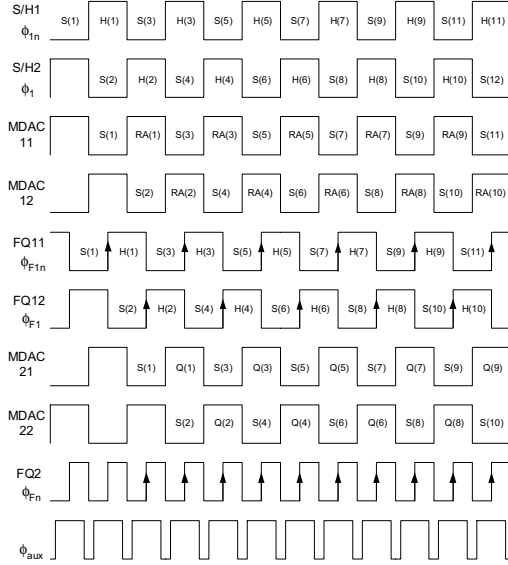 S/H1
ϕ1n
S(1) H(1) S(3) H(3) S(5) H(5) S(7) H(7) S(9) H(9) S(11) H(11)
S/H2
ϕ1
S(2) H(2) S(4) H(4) S(6) H(6) S(8) H(8) S(10) H(10) S(12)
MDAC
11
S(1) RA(1) S(3) RA(3) S(5) RA(5) S(7) RA(7) S(9) RA(9) S(11)
MDAC
12
S(2) RA(2) S(4) RA(4) S(6) RA(6) S(8) RA(8) S(10) RA(10)
FQ11
ϕF1n
S(1) H(1) S(3) H(3) S(5) H(5) S(7) H(7) S(9) H(9) S(11)
FQ12
ϕF1
S(2) H(2) S(4) H(4) S(6) H(6) S(8) H(8) S(10) H(10)
MDAC
21
S(1) Q(1) S(3) Q(3) S(5) Q(5) S(7) Q(7) S(9) Q(9)
MDAC
22
S(2) Q(2) S(4) Q(4) S(6) Q(6) S(8) Q(8) S(10)
FQ2
ϕFn
ϕaux